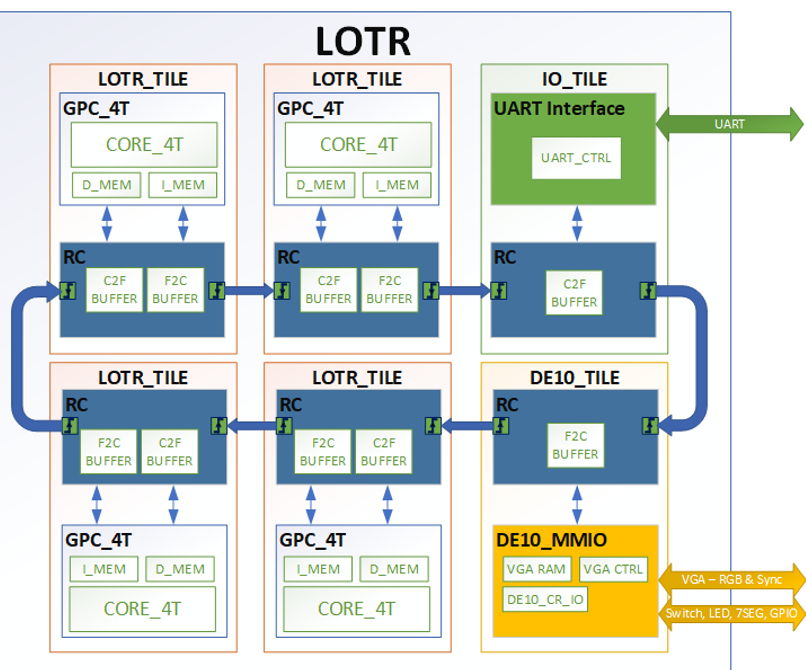 LOTR
LOTR_TILE
GPC_4T
CORE_4T
D_MEM
I_MEM
RC
C2F
BUFFER
F2C
BUFFER
LOTR_TILE
GPC_4T
CORE_4T
D_MEM
I_MEM
RC
C2F
BUFFER
F2C
BUFFER
IO_TILE
UART Interface
UART_CTRL
UART
RC
C2F
BUFFER
LOTR_TILE
RC
F2C
BUFFER
C2F
BUFFER
GPC_4T
I_MEM
D_MEM
CORE_4T
LOTR_TILE
RC
F2C
BUFFER
C2F
BUFFER
GPC_4T
I_MEM
D_MEM
CORE_4T
DE10_TILE
RC
F2C
BUFFER
DE10_MMIO
VGA RAM
VGA CTRL
DE10_CR_IO
VGA – RGB & Sync
Switch, LED, 7SEG, GPIO